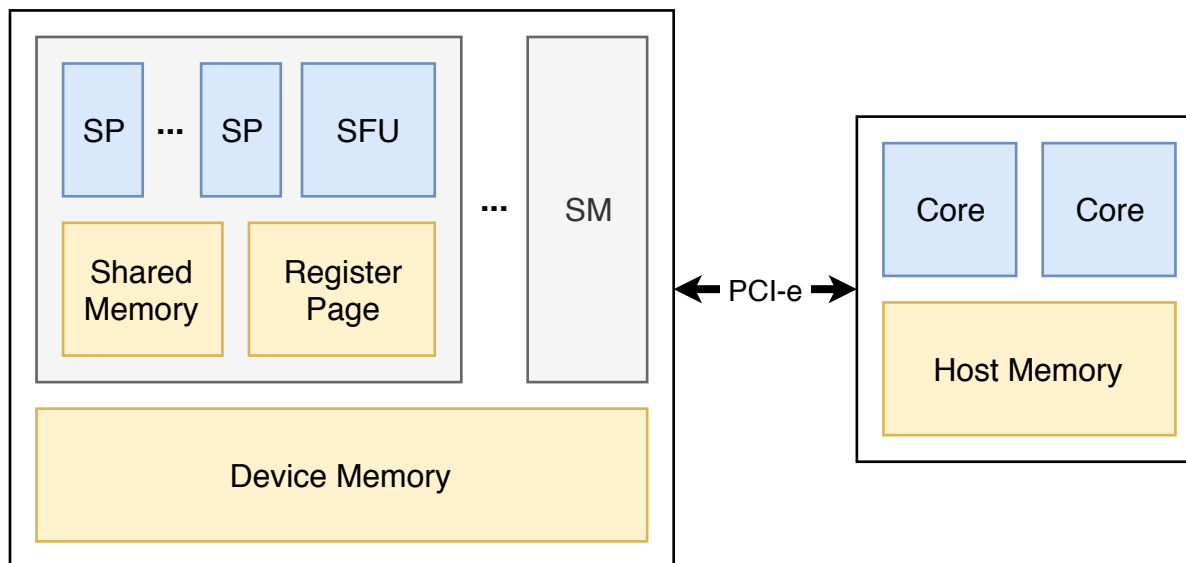 SP ... SP SFU
Shared
Memory
Register
Page
... SM
Device Memory
PCI-e
Core Core
Host Memory